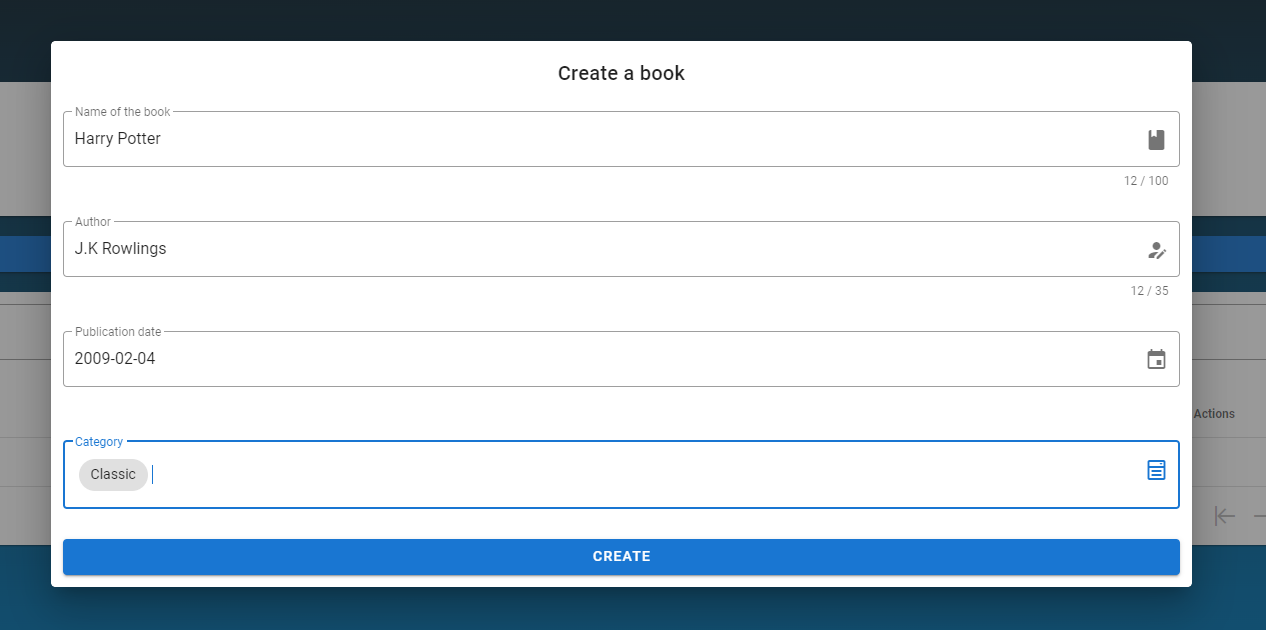 Create a book
Name of the book
Harry Potter
12 / 100
Author
J.K Rowlings
12 / 35
Publication date
2009-02-04
Actions
Category
Classic
CREATE